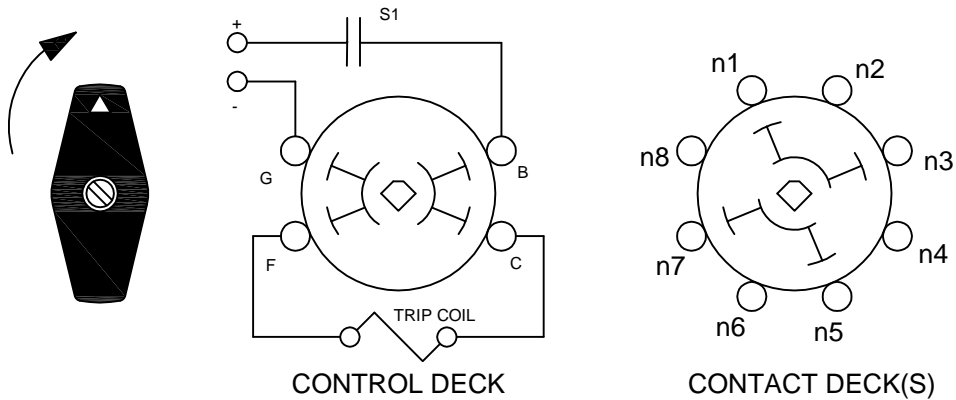 S1
+
-
G
B
F
C
TRIP COIL
CONTROL DECK
n1
n2
n8
n3
n7
n4
n6
n5
CONTACT DECK(S)